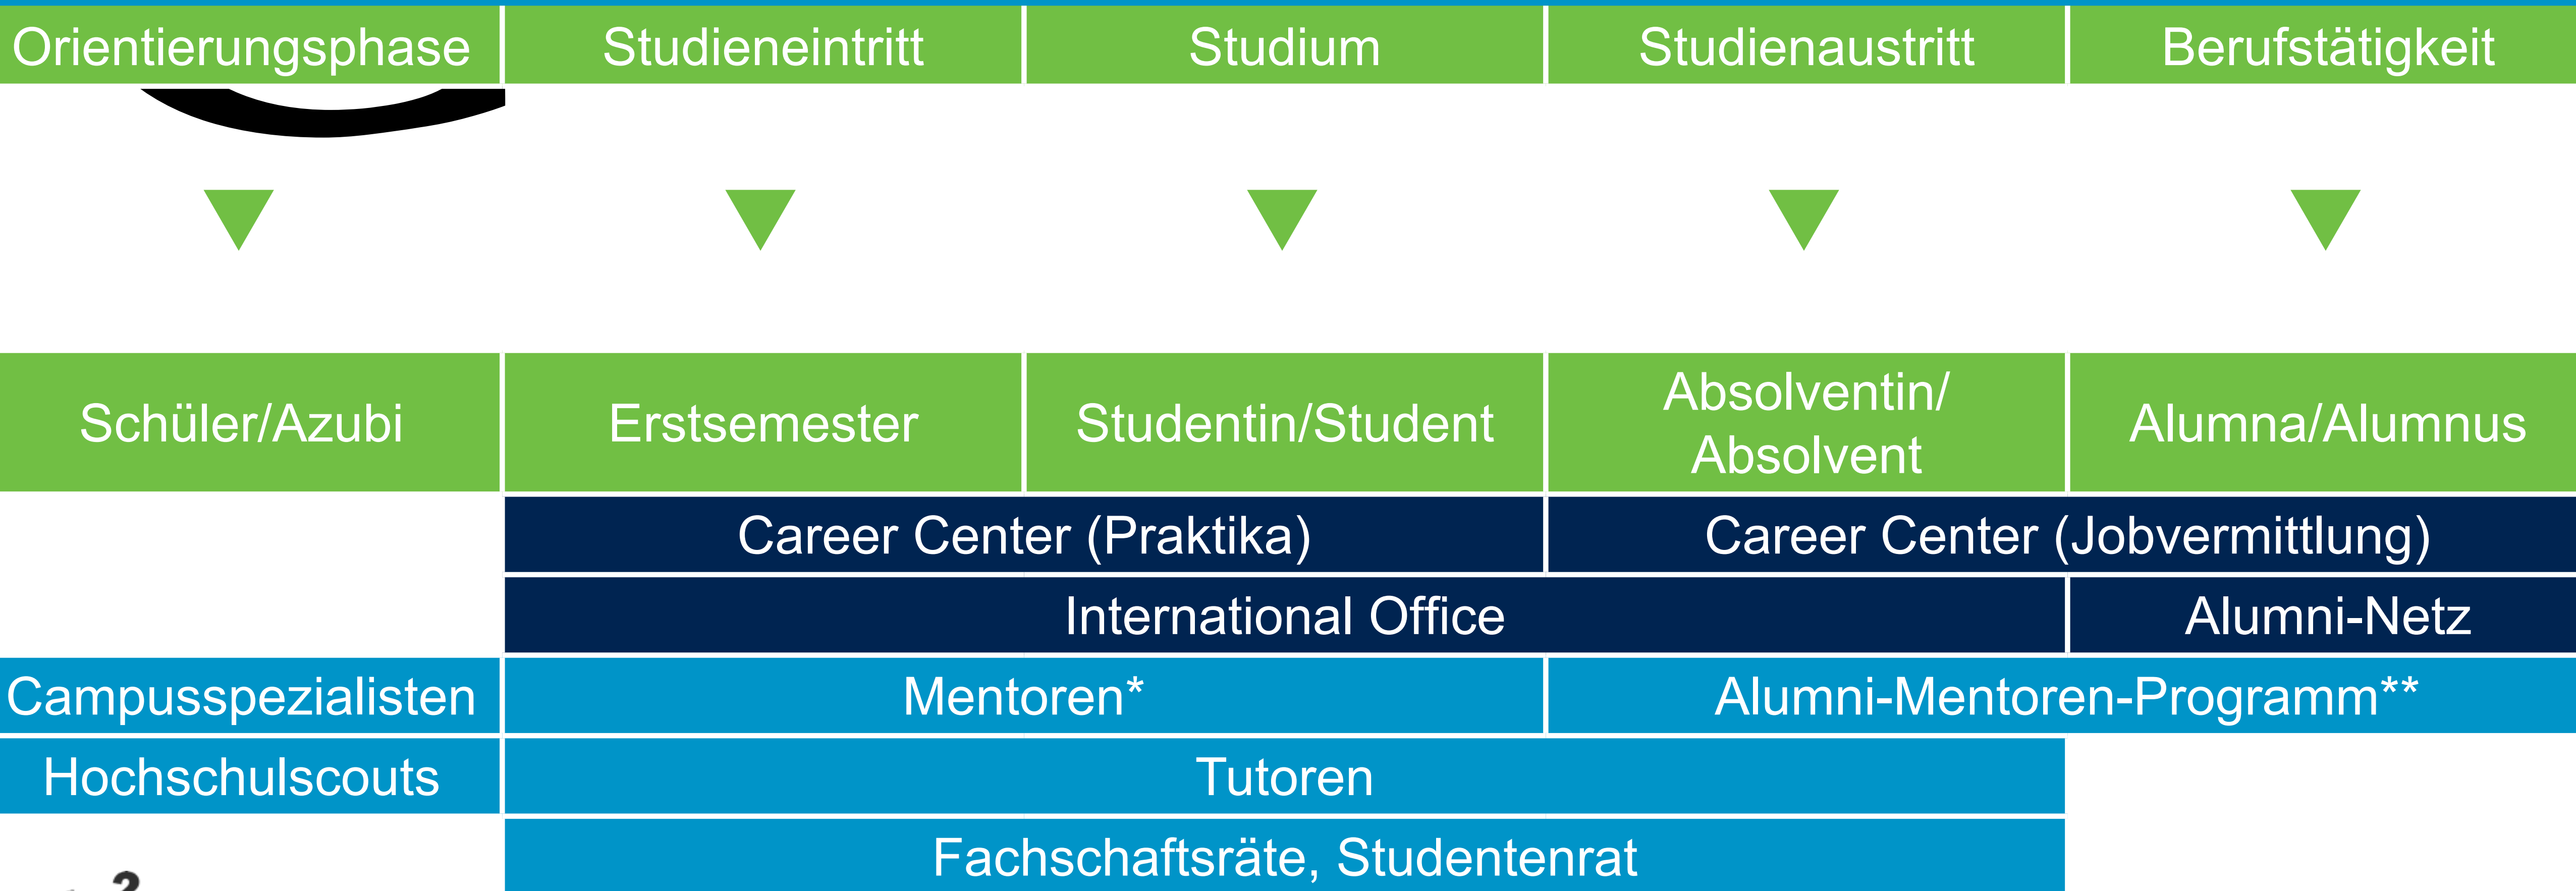 Orientierungsphase
Studieneintritt
Studium
Studienaustritt
Berufstätigkeit
Schüler/Azubi
Erstsemester
Studentin/Student
Absolventin/
Absolvent
Alumna/Alumnus
Career Center (Praktika)
Career Center (Jobvermittlung)
International Office
Alumni-Netz
Campusspezialisten
Mentoren*
Alumni-Mentoren-Programm**
Hochschulscouts
Tutoren
Fachschaftsräte, Studentenrat